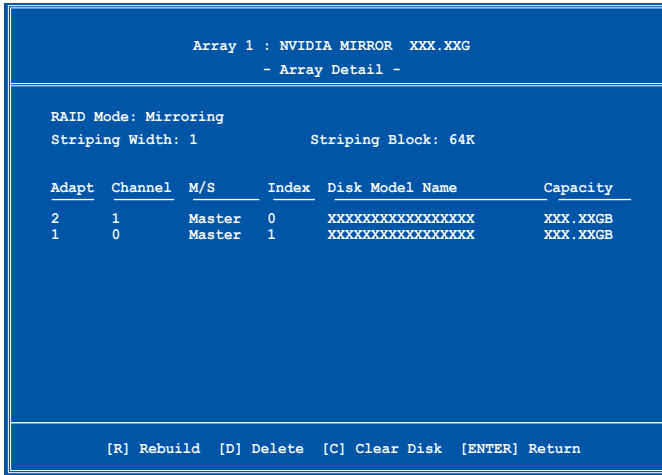 Array 1 : NVIDIA MIRROR XXX.XXG
- Array Detail -
RAID Mode: Mirroring
Striping Width: 1 Striping Block: 64K
Adapt Channel M/S Index Disk Model Name Capacity
2 1 Master 0 XXXXXXXXXXXXXXXXX XXX.XXGB
1 0 Master 1 XXXXXXXXXXXXXXXXX XXX.XXGB
[R] Rebuild [D] Delete [C] Clear Disk [ENTER] Return